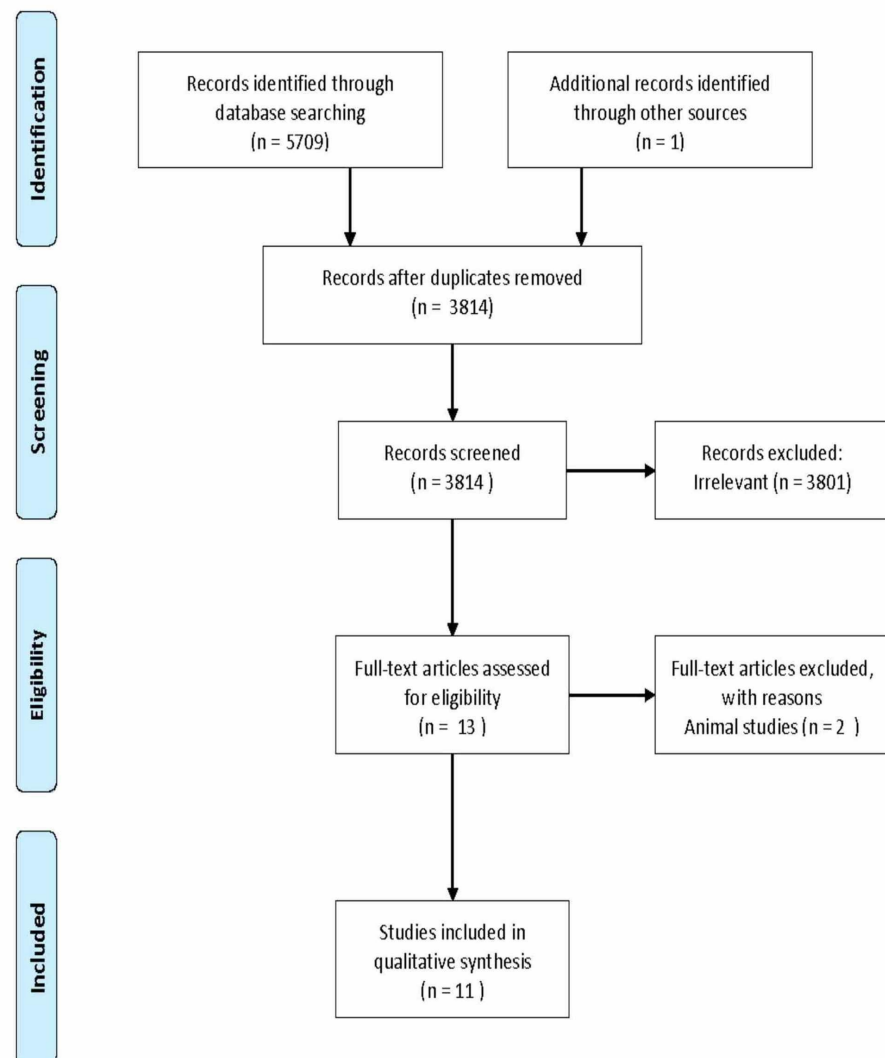 Identification
Records identified through
database searching
(n = 5709)
Additional records identified
through other sources
(n = 1)
Records after duplicates removed
(n = 3814)
Screening
Records screened
(n = 3814 )
Records excluded:
Irrelevant (n = 3801)
Eligibility
Full-text articles assessed
for eligibility
(n = 13 )
Full-text articles excluded,
with reasons
Animal studies (n = 2 )
Included
Studies included in
qualitative synthesis
(n = 11 )